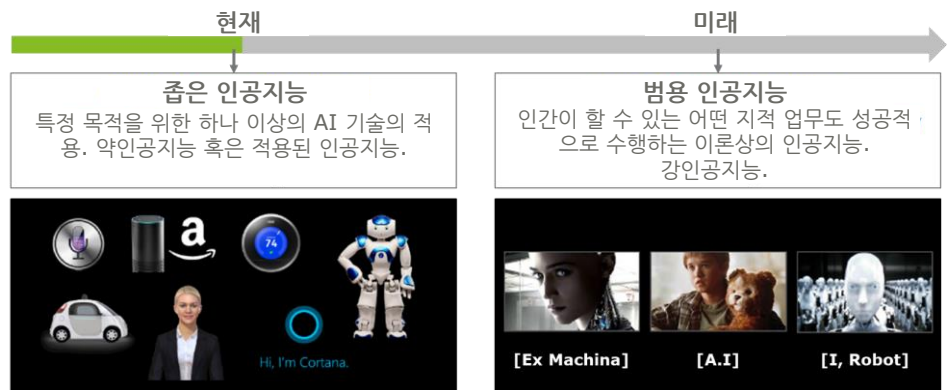 현재
미래
좁은 인공지능
특정 목적을 위한 하나 이상의 AI 기술의 적
용. 약인공지능 혹은 적용된 인공지능.
범용 인공지능
인간이 할 수 있는 어떤 지적 업무도 성공적
으로 수행하는 이론상의 인공지능.
강인공지능.
a
74
Hi, I'm Cortana.
[Ex Machina]
[A.I]
[I, Robot]